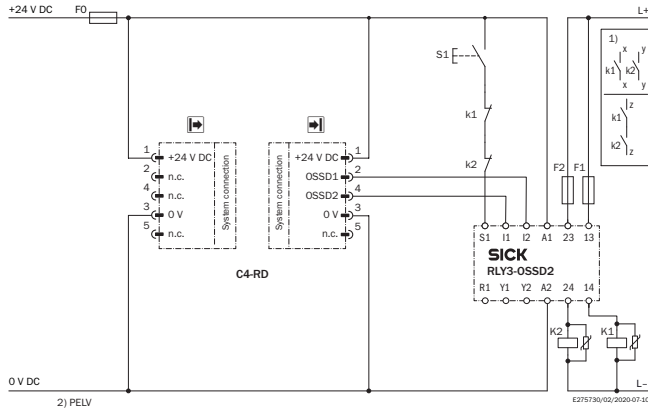 +24 V DC F0 L+
1)
x y
k1 k2
x y
z
k1
k2
z
S1
k1
k2
1 +24 V DC
2 n.c.
4 n.c.
3 0 V
5 n.c.
System connection
System connection
+24 V DC 1
OSSD1 2
OSSD2 4
0 V 3
n.c. 5
C4-RD
F2 F1
S1 I1 I2 A1 23 13
SICK
RLY3-OSSD2
R1 Y1 Y2 A2 24 14
K2 K1
0 V DC L–
2) PELV
E275730/02/2020-07-10